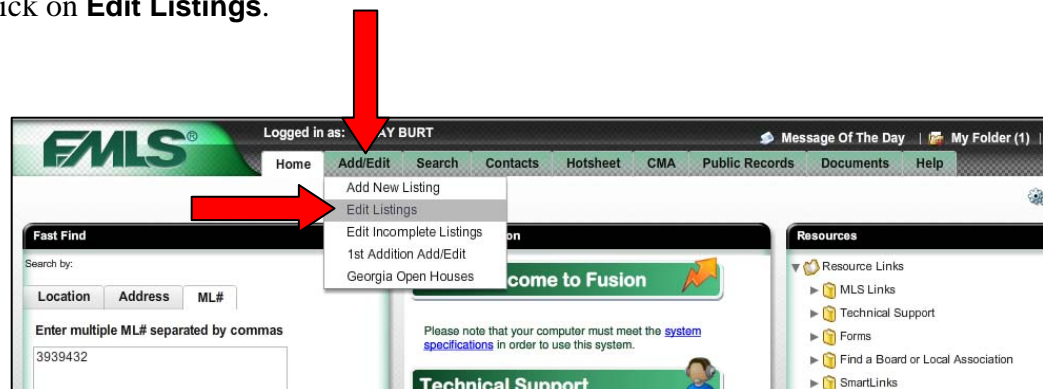 ick on Edit Listings.
FMLS®
Logged in as: AY BURT
Message Of The Day | My Folder (1) |
Home Add/Edit Search Contacts Hotsheet CMA Public Records Documents Help
Add New Listing
Edit Listings
Edit Incomplete Listings
1st Addition Add/Edit
Georgia Open Houses
Fast Find
Search by:
Location Address ML#
Enter multiple ML# separated by commas
3939432
on
come to Fusion
Please note that your computer must meet the system
specifications in order to use this system.
Technical Support
Resources
Resource Links
MLS Links
Technical Support
Forms
Find a Board or Local Association
SmartLinks